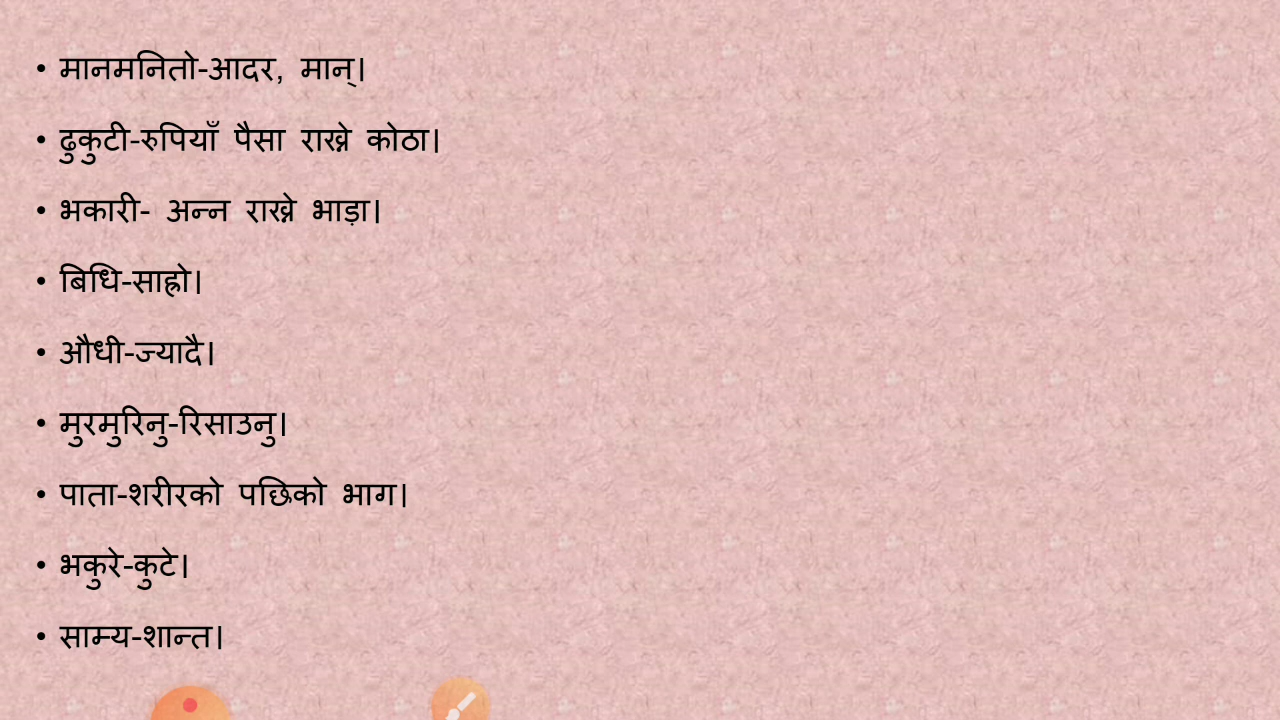 • मानमनितो-आदर, मान्।
• ढुकुटी-रुपियाँ पैसा राख्ने कोठा।
• भकारी- अन्न राख्ने भाड़ा।
• बिधि-साह्रो।
• औधी-ज्यादै।
• मुरमुरिनु-रिसाउनु।
• पाता-शरीरको पछिको भाग।
• भकुरे-कुटे।
• साम्य-शान्त।